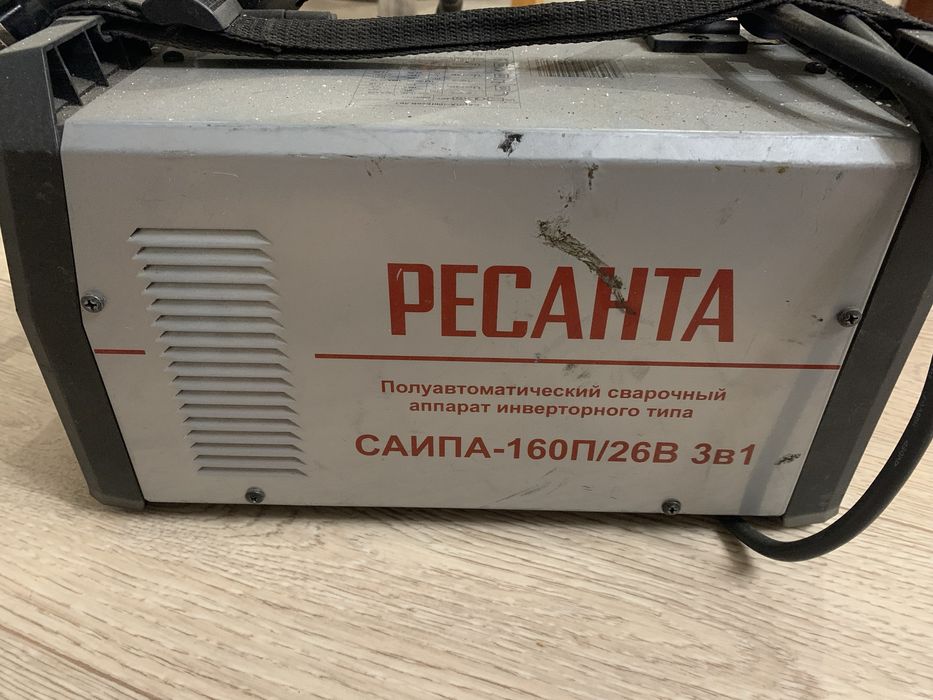 РЕСАНТА
Полуавтоматический сварочный
аппарат инверторного типа
САИПА-160П/26В 3в1